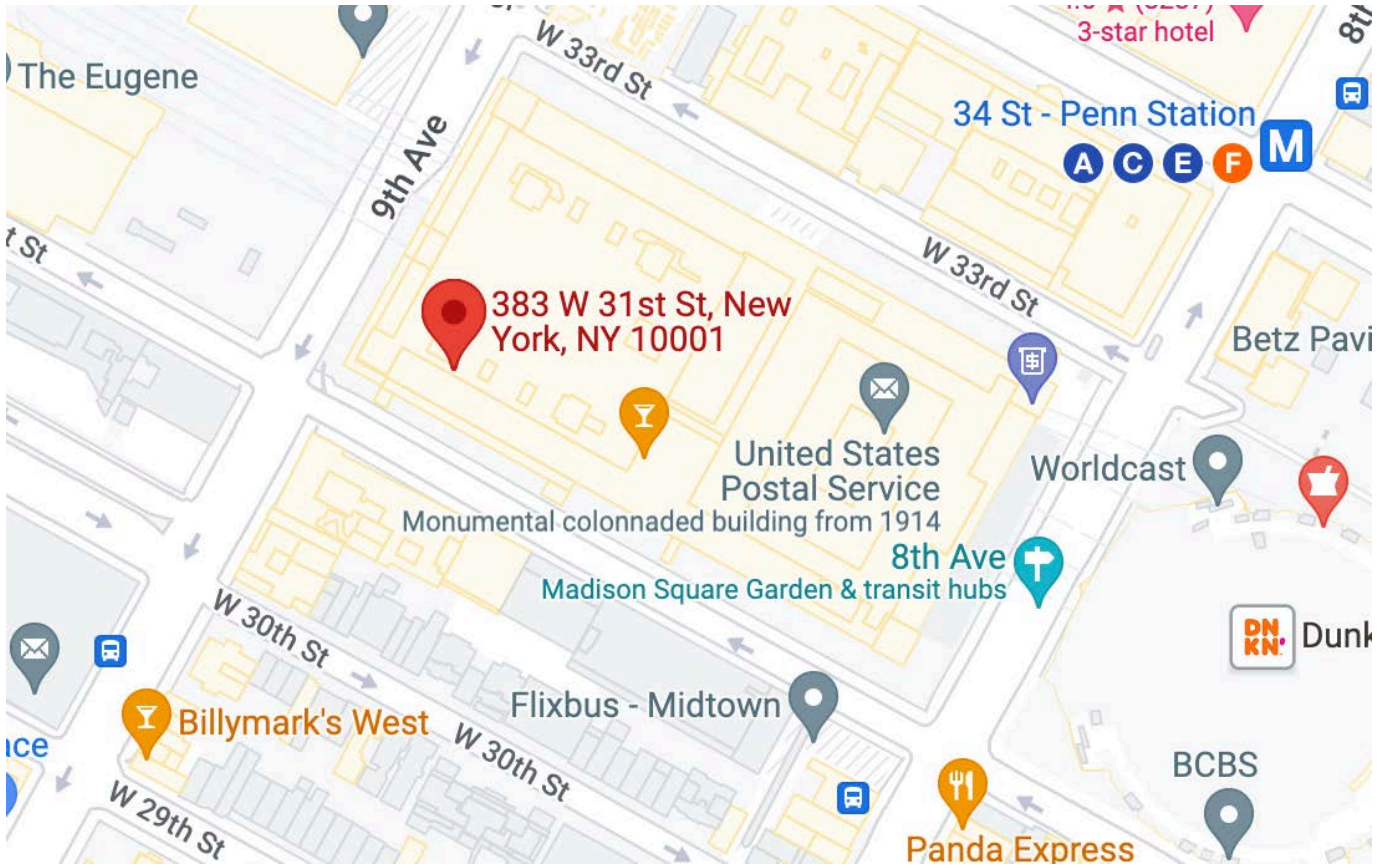 3-star hotel
W 33rd St
The Eugene
34 St - Penn Station
A C E F M
9th Ave
W 33rd St
383 W 31st St, New
York, NY 10001
Betz Pavi
United States
Postal Service
Monumental colonnaded building from 1914
Worldcast
8th Ave
Madison Square Garden & transit hubs
DN
KN
Dunk
W 30th St
Flixbus - Midtown
Billymark's West
W 30th St
BCBS
W 29th St
Panda Express